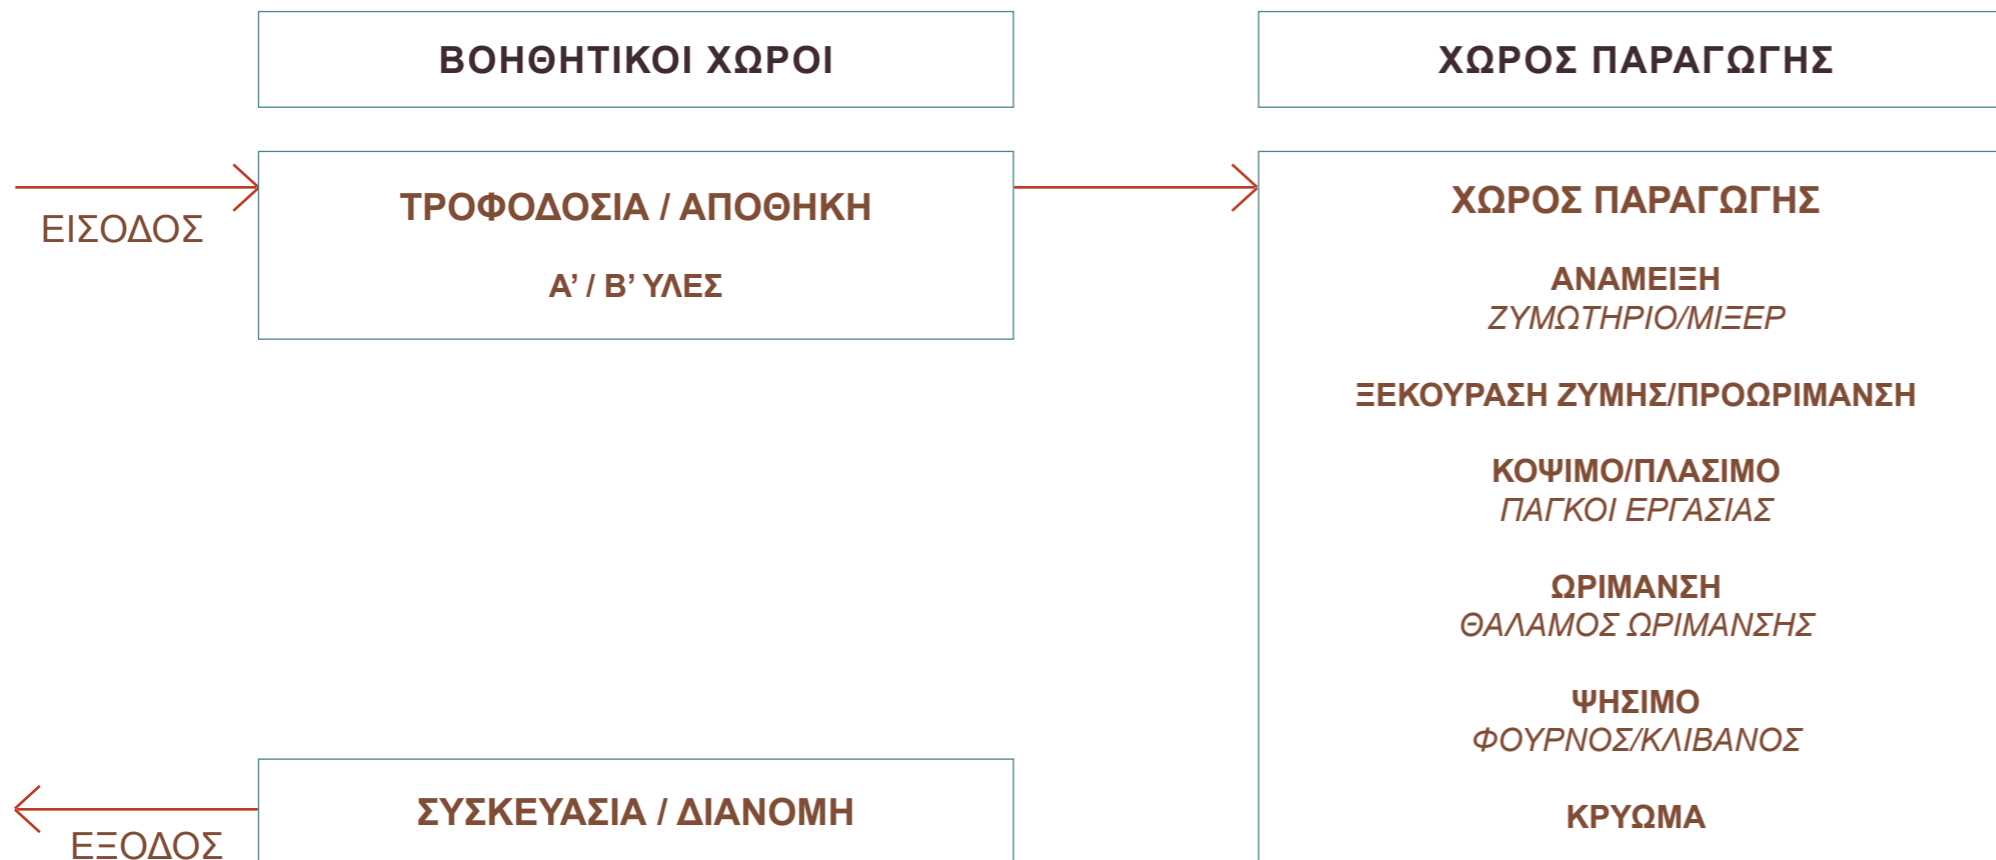 ΒΟΗΘΗΤΙΚΟΙ ΧΩΡΟΙ
ΧΩΡΟΣ ΠΑΡΑΓΩΓΗΣ
ΕΙΣΟΔΟΣ
ΤΡΟΦΟΔΟΣΙΑ / ΑΠΟΘΗΚΗ
Α’ / Β’ ΥΛΕΣ
ΧΩΡΟΣ ΠΑΡΑΓΩΓΗΣ
ΑΝΑΜΕΙΞΗ
ΖΥΜΩΤΗΡΙΟ/ΜΙΞΕΡ
ΞΕΚΟΥΡΑΣΗ ΖΥΜΗΣ/ΠΡΟΩΡΙΜΑΝΣΗ
ΚΟΨΙΜΟ/ΠΛΑΣΙΜΟ
ΠΑΓΚΟΙ ΕΡΓΑΣΙΑΣ
ΩΡΙΜΑΝΣΗ
ΘΑΛΑΜΟΣ ΩΡΙΜΑΝΣΗΣ
ΨΗΣΙΜΟ
ΦΟΥΡΝΟΣ/ΚΛΙΒΑΝΟΣ
ΚΡΥΩΜΑ
ΣΥΣΚΕΥΑΣΙΑ / ΔΙΑΝΟΜΗ
ΕΞΟΔΟΣ